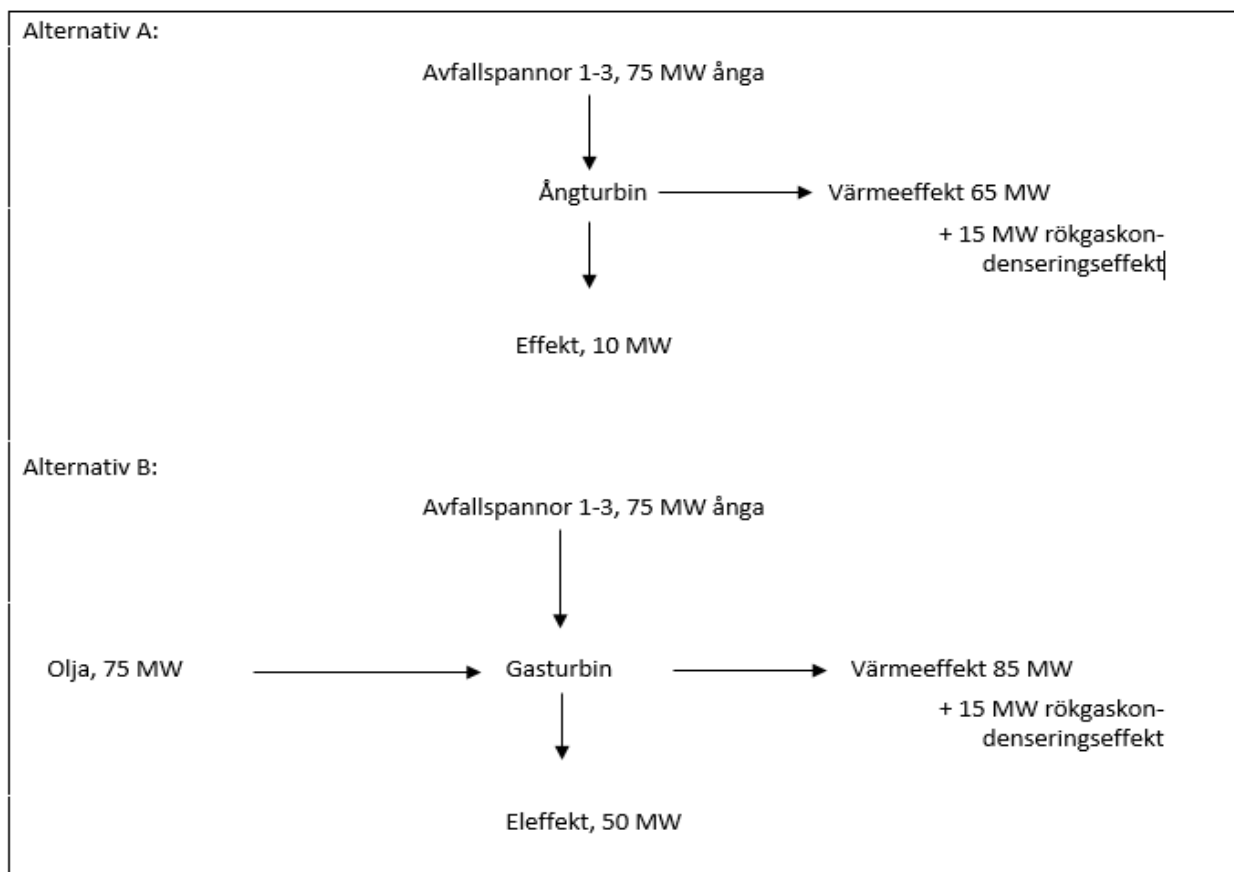 Alternativ A:
Avfallspannor 1-3, 75 MW ånga
Ångturbin
Värmeeffekt 65 MW
+ 15 MW rökgaskon-
denseringseffekt
Effekt, 10 MW
Alternativ B:
Avfallspannor 1-3, 75 MW ånga
Olja, 75 MW
Gasturbin
Värmeeffekt 85 MW
+ 15 MW rökgaskon-
denseringseffekt
Eleffekt, 50 MW